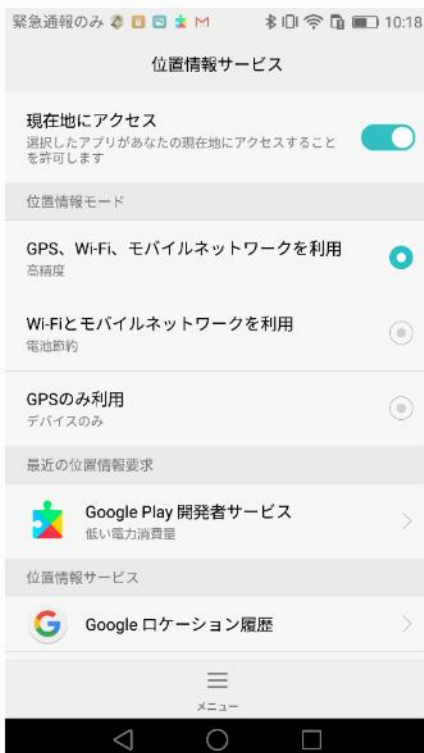 緊急通報のみ 10:18
位置情報サービス
現在地にアクセス
選択したアプリがあなたの現在地にアクセスすること
を許可します
位置情報モード
GPS、Wi-Fi、モバイルネットワークを利用
高精度
Wi-Fiとモバイルネットワークを利用
電池節約
GPSのみ利用
デバイスのみ
最近の位置情報要求
Google Play 開発者サービス
低い電力消費量
位置情報サービス
Google ロケーション履歴
メニュー